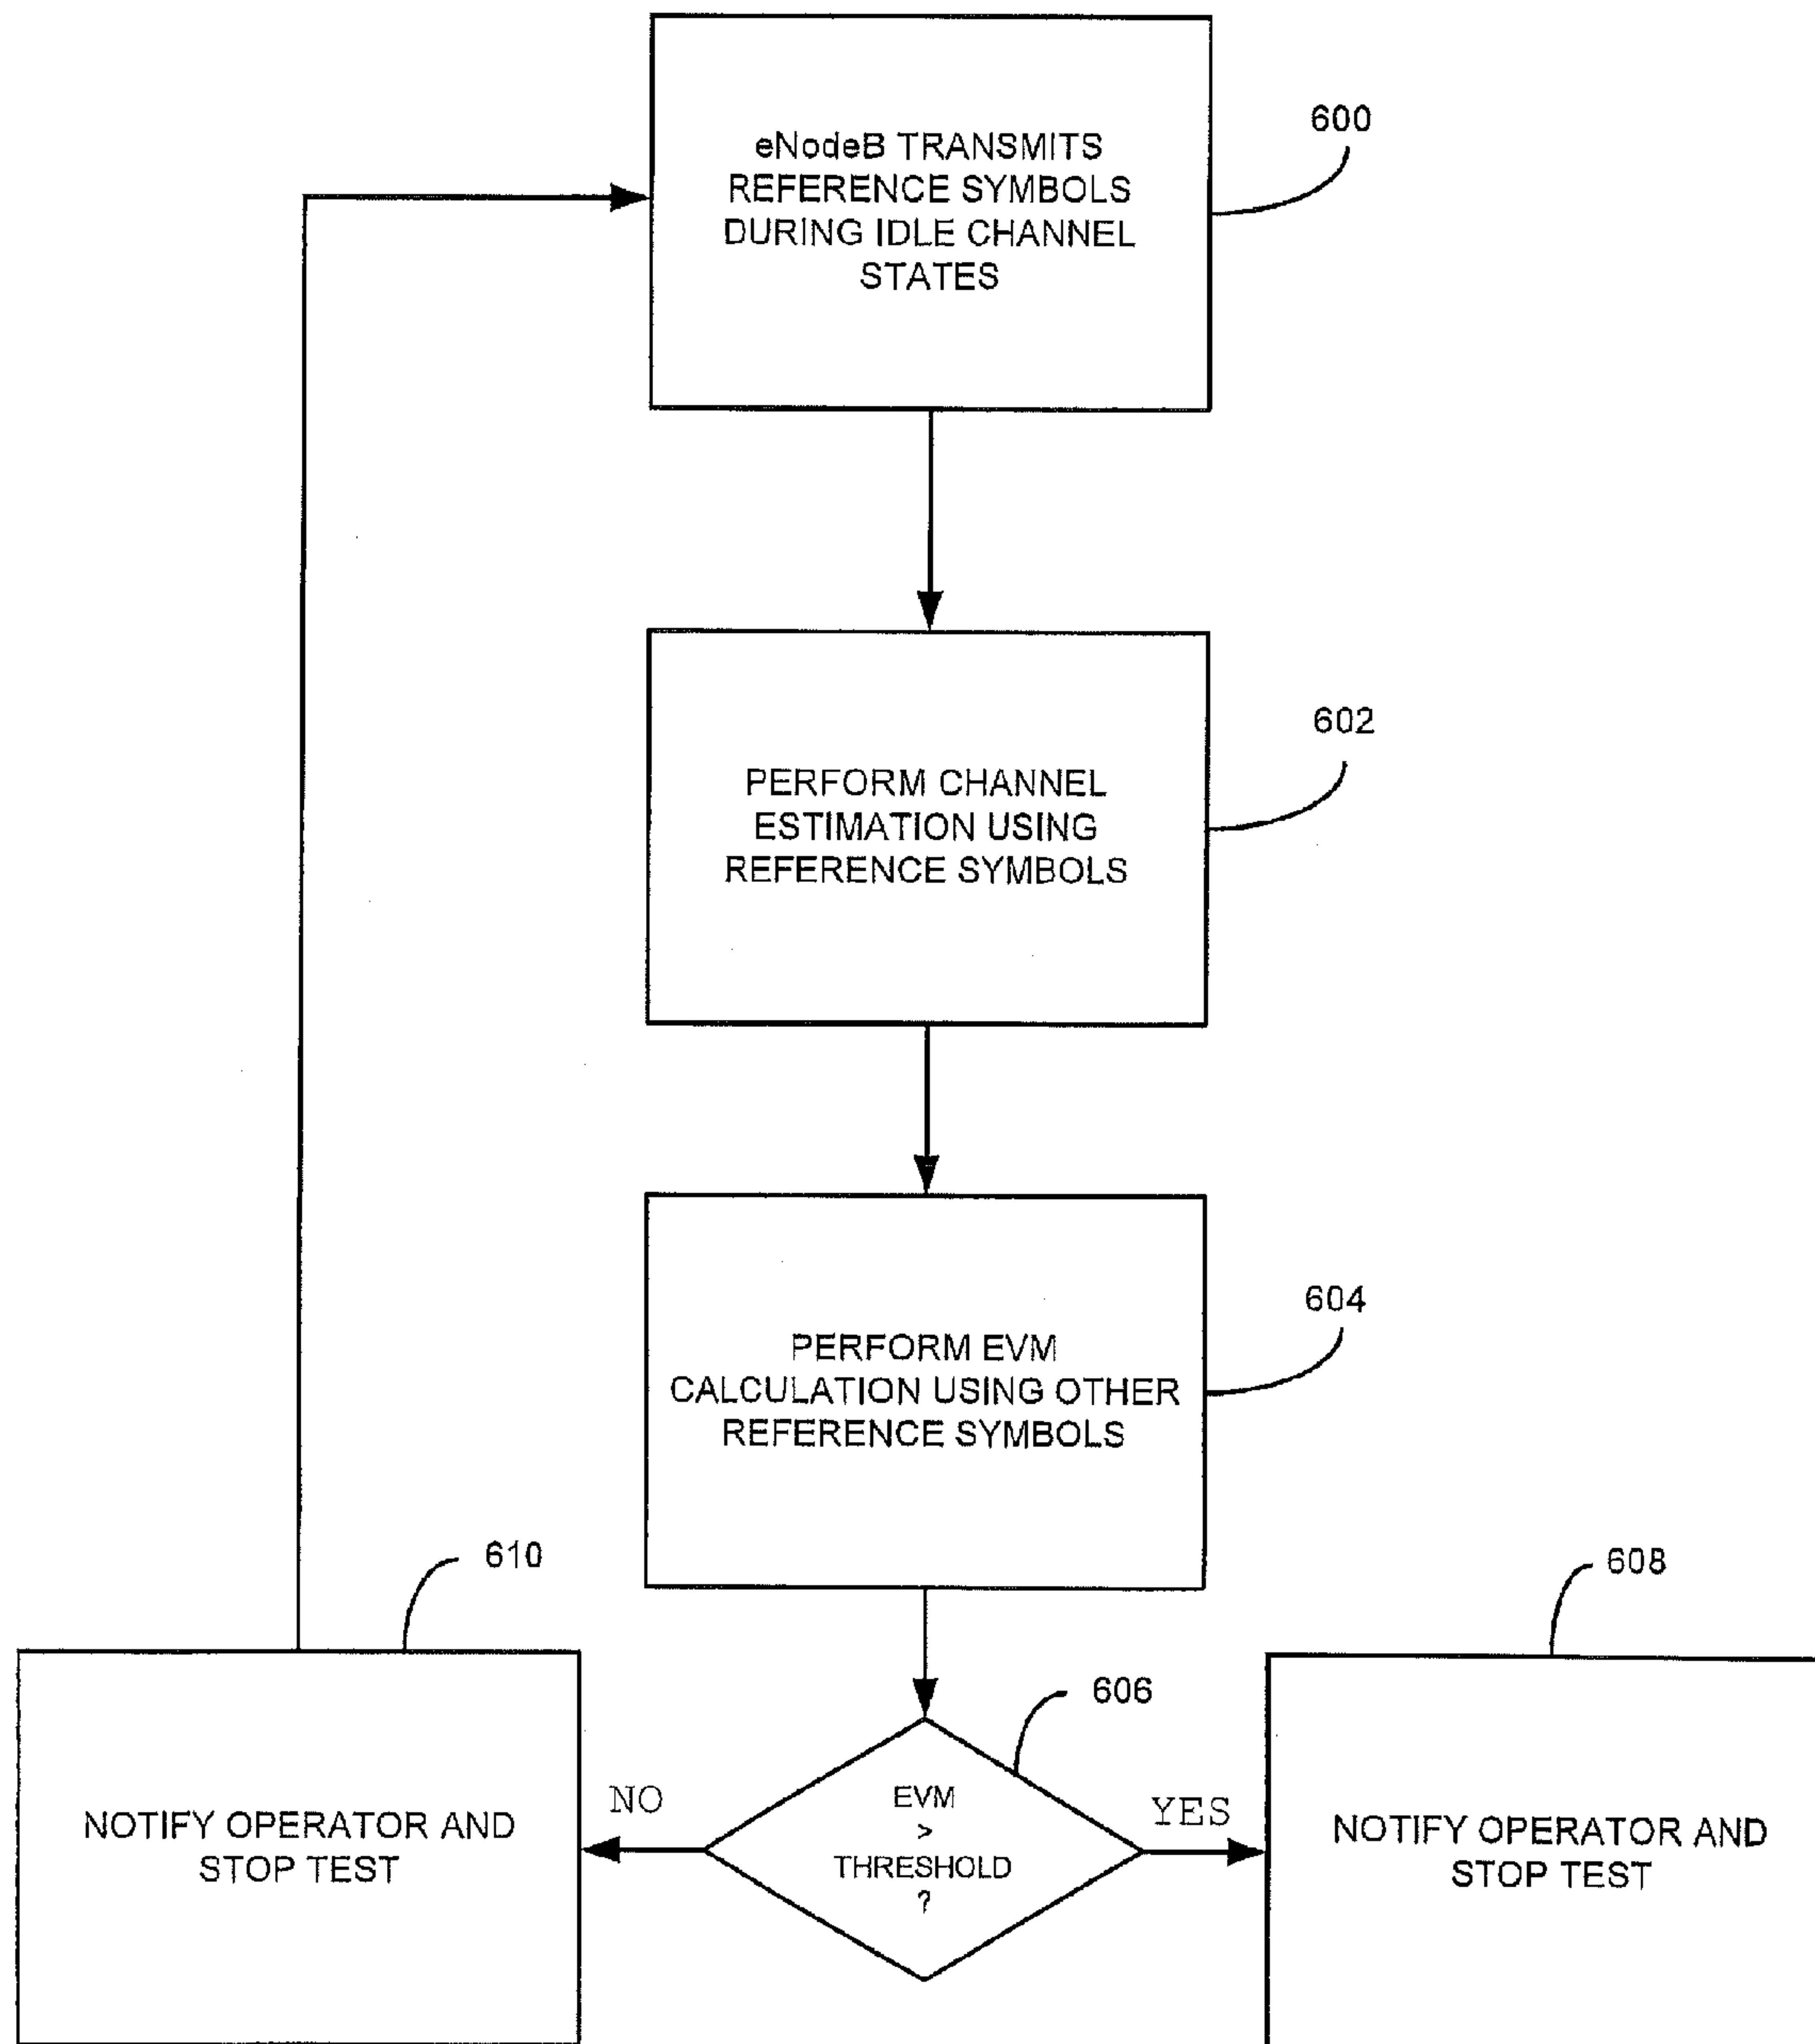 eNodeB TRANSMITS
REFERENCE SYMBOLS
DURING IDLE CHANNEL
STATES
600
PERFORM CHANNEL
ESTIMATION USING
REFERENCE SYMBOLS
602
PERFORM EVM
CALCULATION USING OTHER
REFERENCE SYMBOLS
604
610
608
606
NOTIFY OPERATOR AND
STOP TEST
NO
EVM
>
THRESHOLD
?
YES
NOTIFY OPERATOR AND
STOP TEST